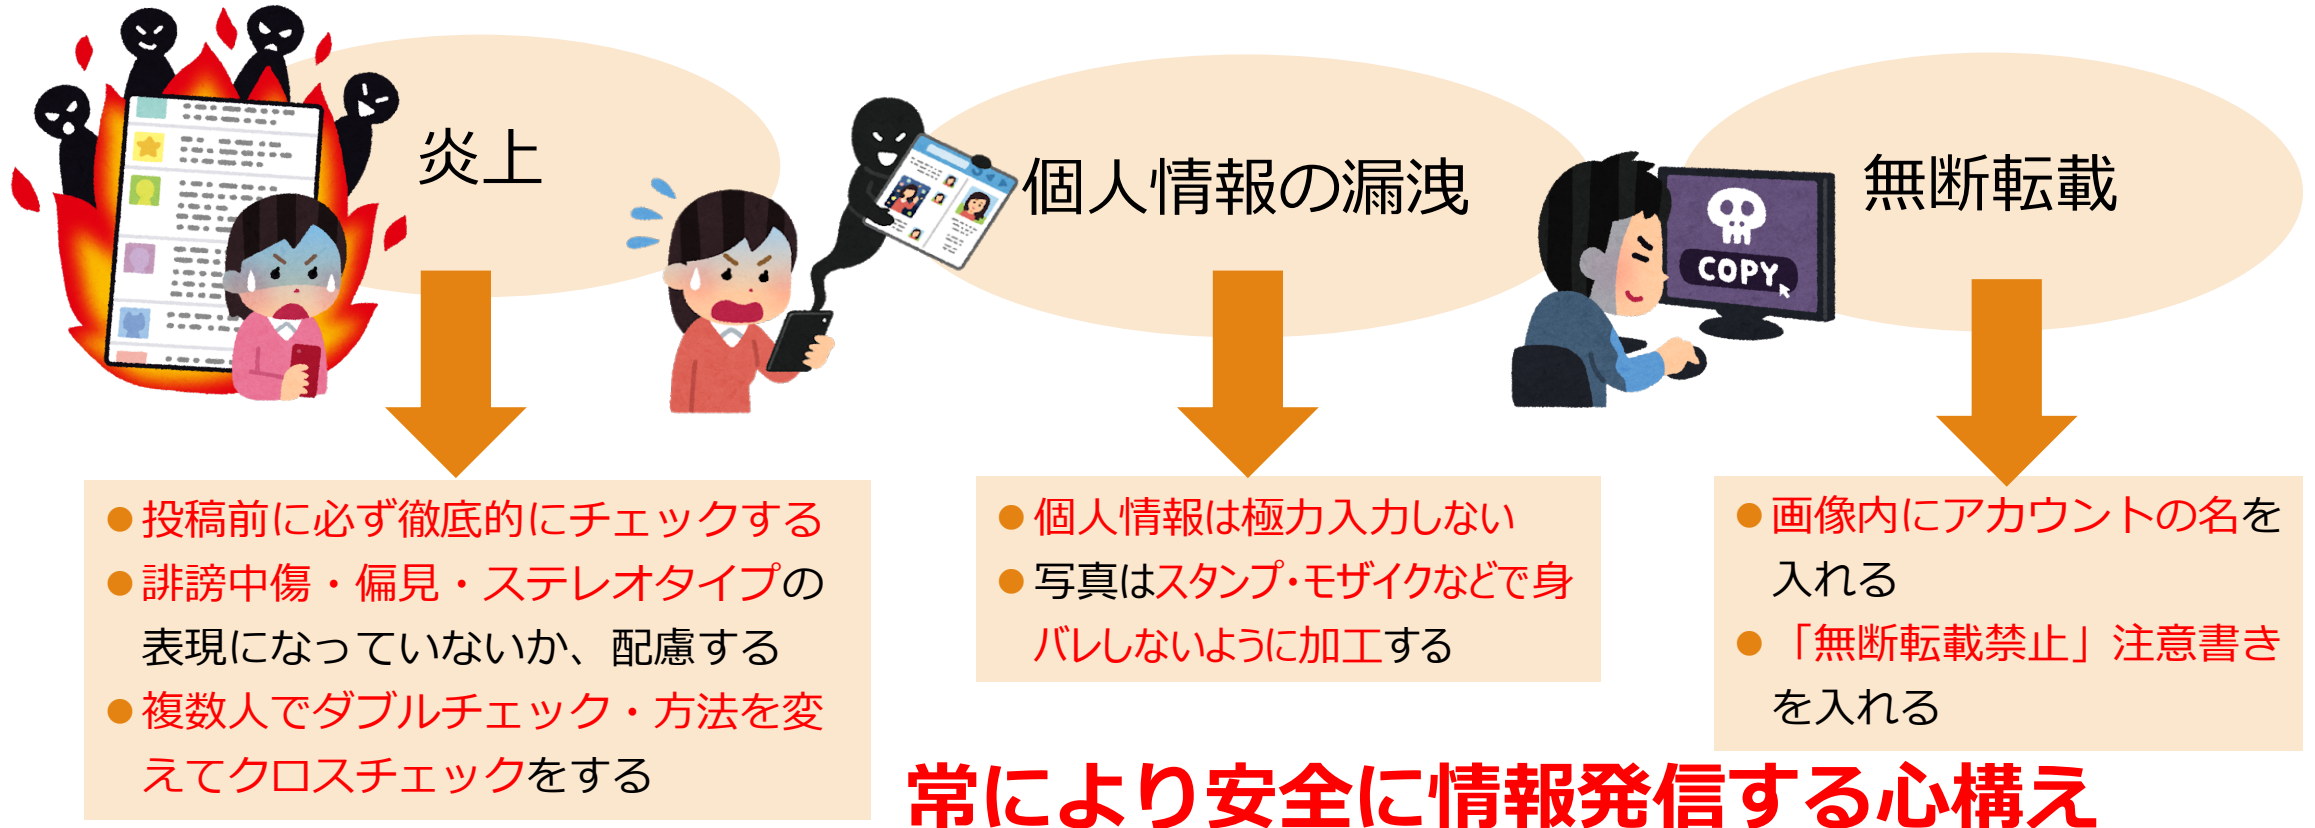 炎上
個人情報の漏洩
無断転載
COPY
●投稿前に必ず徹底的にチェックする
●誹謗中傷・偏見・ステレオタイプの
表現になっていないか、配慮する
●複数人でダブルチェック・方法を変
えてクロスチェックをする
●個人情報は極力入力しない
●写真はスタンプ・モザイクなどで身
バレしないように加工する
●画像内にアカウントの名を
入れる
●「無断転載禁止」注意書き
を入れる
常により安全に情報発信する心構え